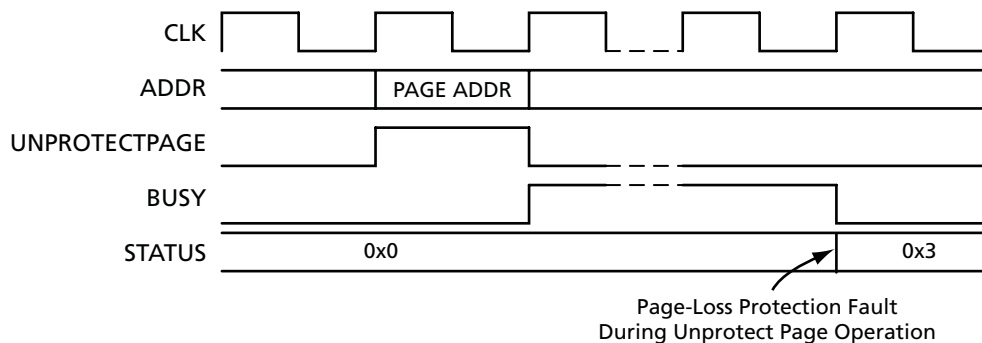 CLK
ADDR
PAGE ADDR
UNPROTECTPAGE
BUSY
STATUS
0x0
0x3
Page-Loss Protection Fault
During Unprotect Page Operation